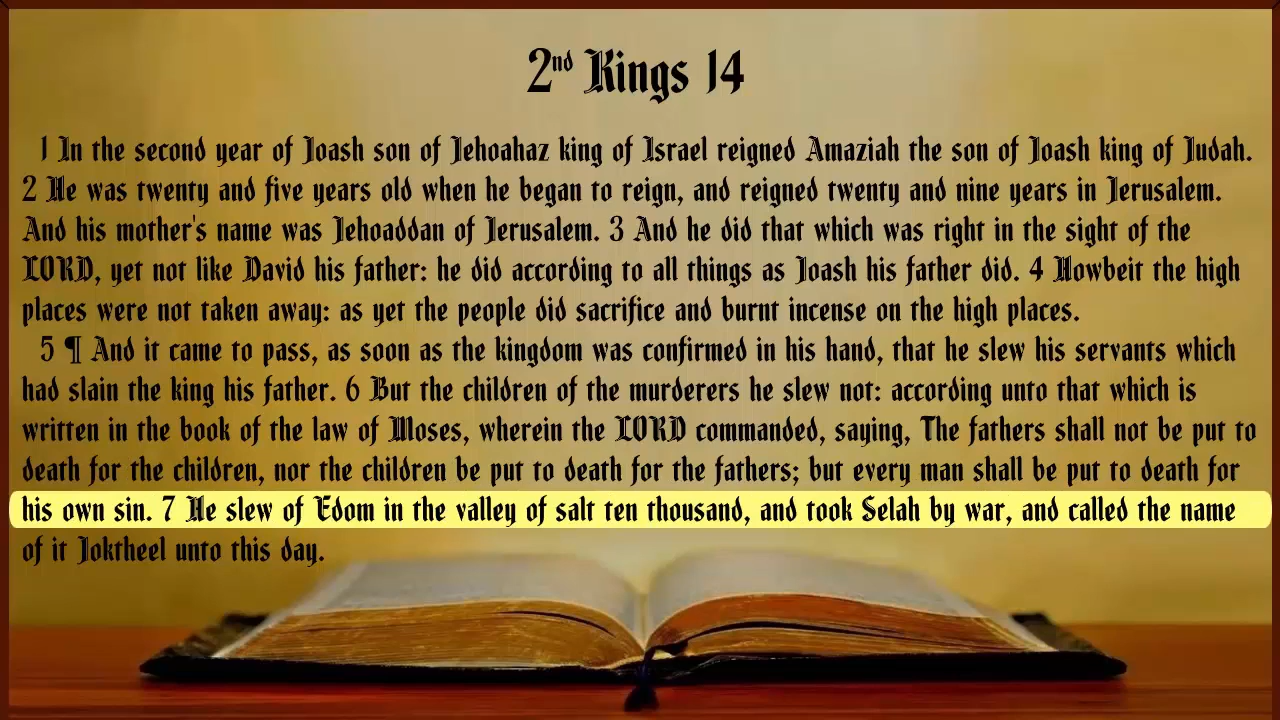 2nd Kings 14
1 In the second year of Joash son of Jehoahaz king of Israel reigned Amaziah the son of Joash king of Judah.
2 He was twenty and five years old when he began to reign, and reigned twenty and nine years in Jerusalem.
And his mother's name was Jehoaddan of Jerusalem. 3 And he did that which was right in the sight of the
LORD, yet not like David his father: he did according to all things as Joash his father did. 4 Howbeit the high
places were not taken away: as yet the people did sacrifice and burnt incense on the high places.
5 ¶ And it came to pass, as soon as the kingdom was confirmed in his hand, that he slew his servants which
had slain the king his father. 6 But the children of the murderers he slew not: according unto that which is
written in the book of the law of Moses, wherein the LORD commanded, saying, The fathers shall not be put to
death for the children, nor the children be put to death for the fathers; but every man shall be put to death for
his own sin. 7 He slew of Edom in the valley of salt ten thousand, and took Selah by war, and called the name
of it Joktheel unto this day.